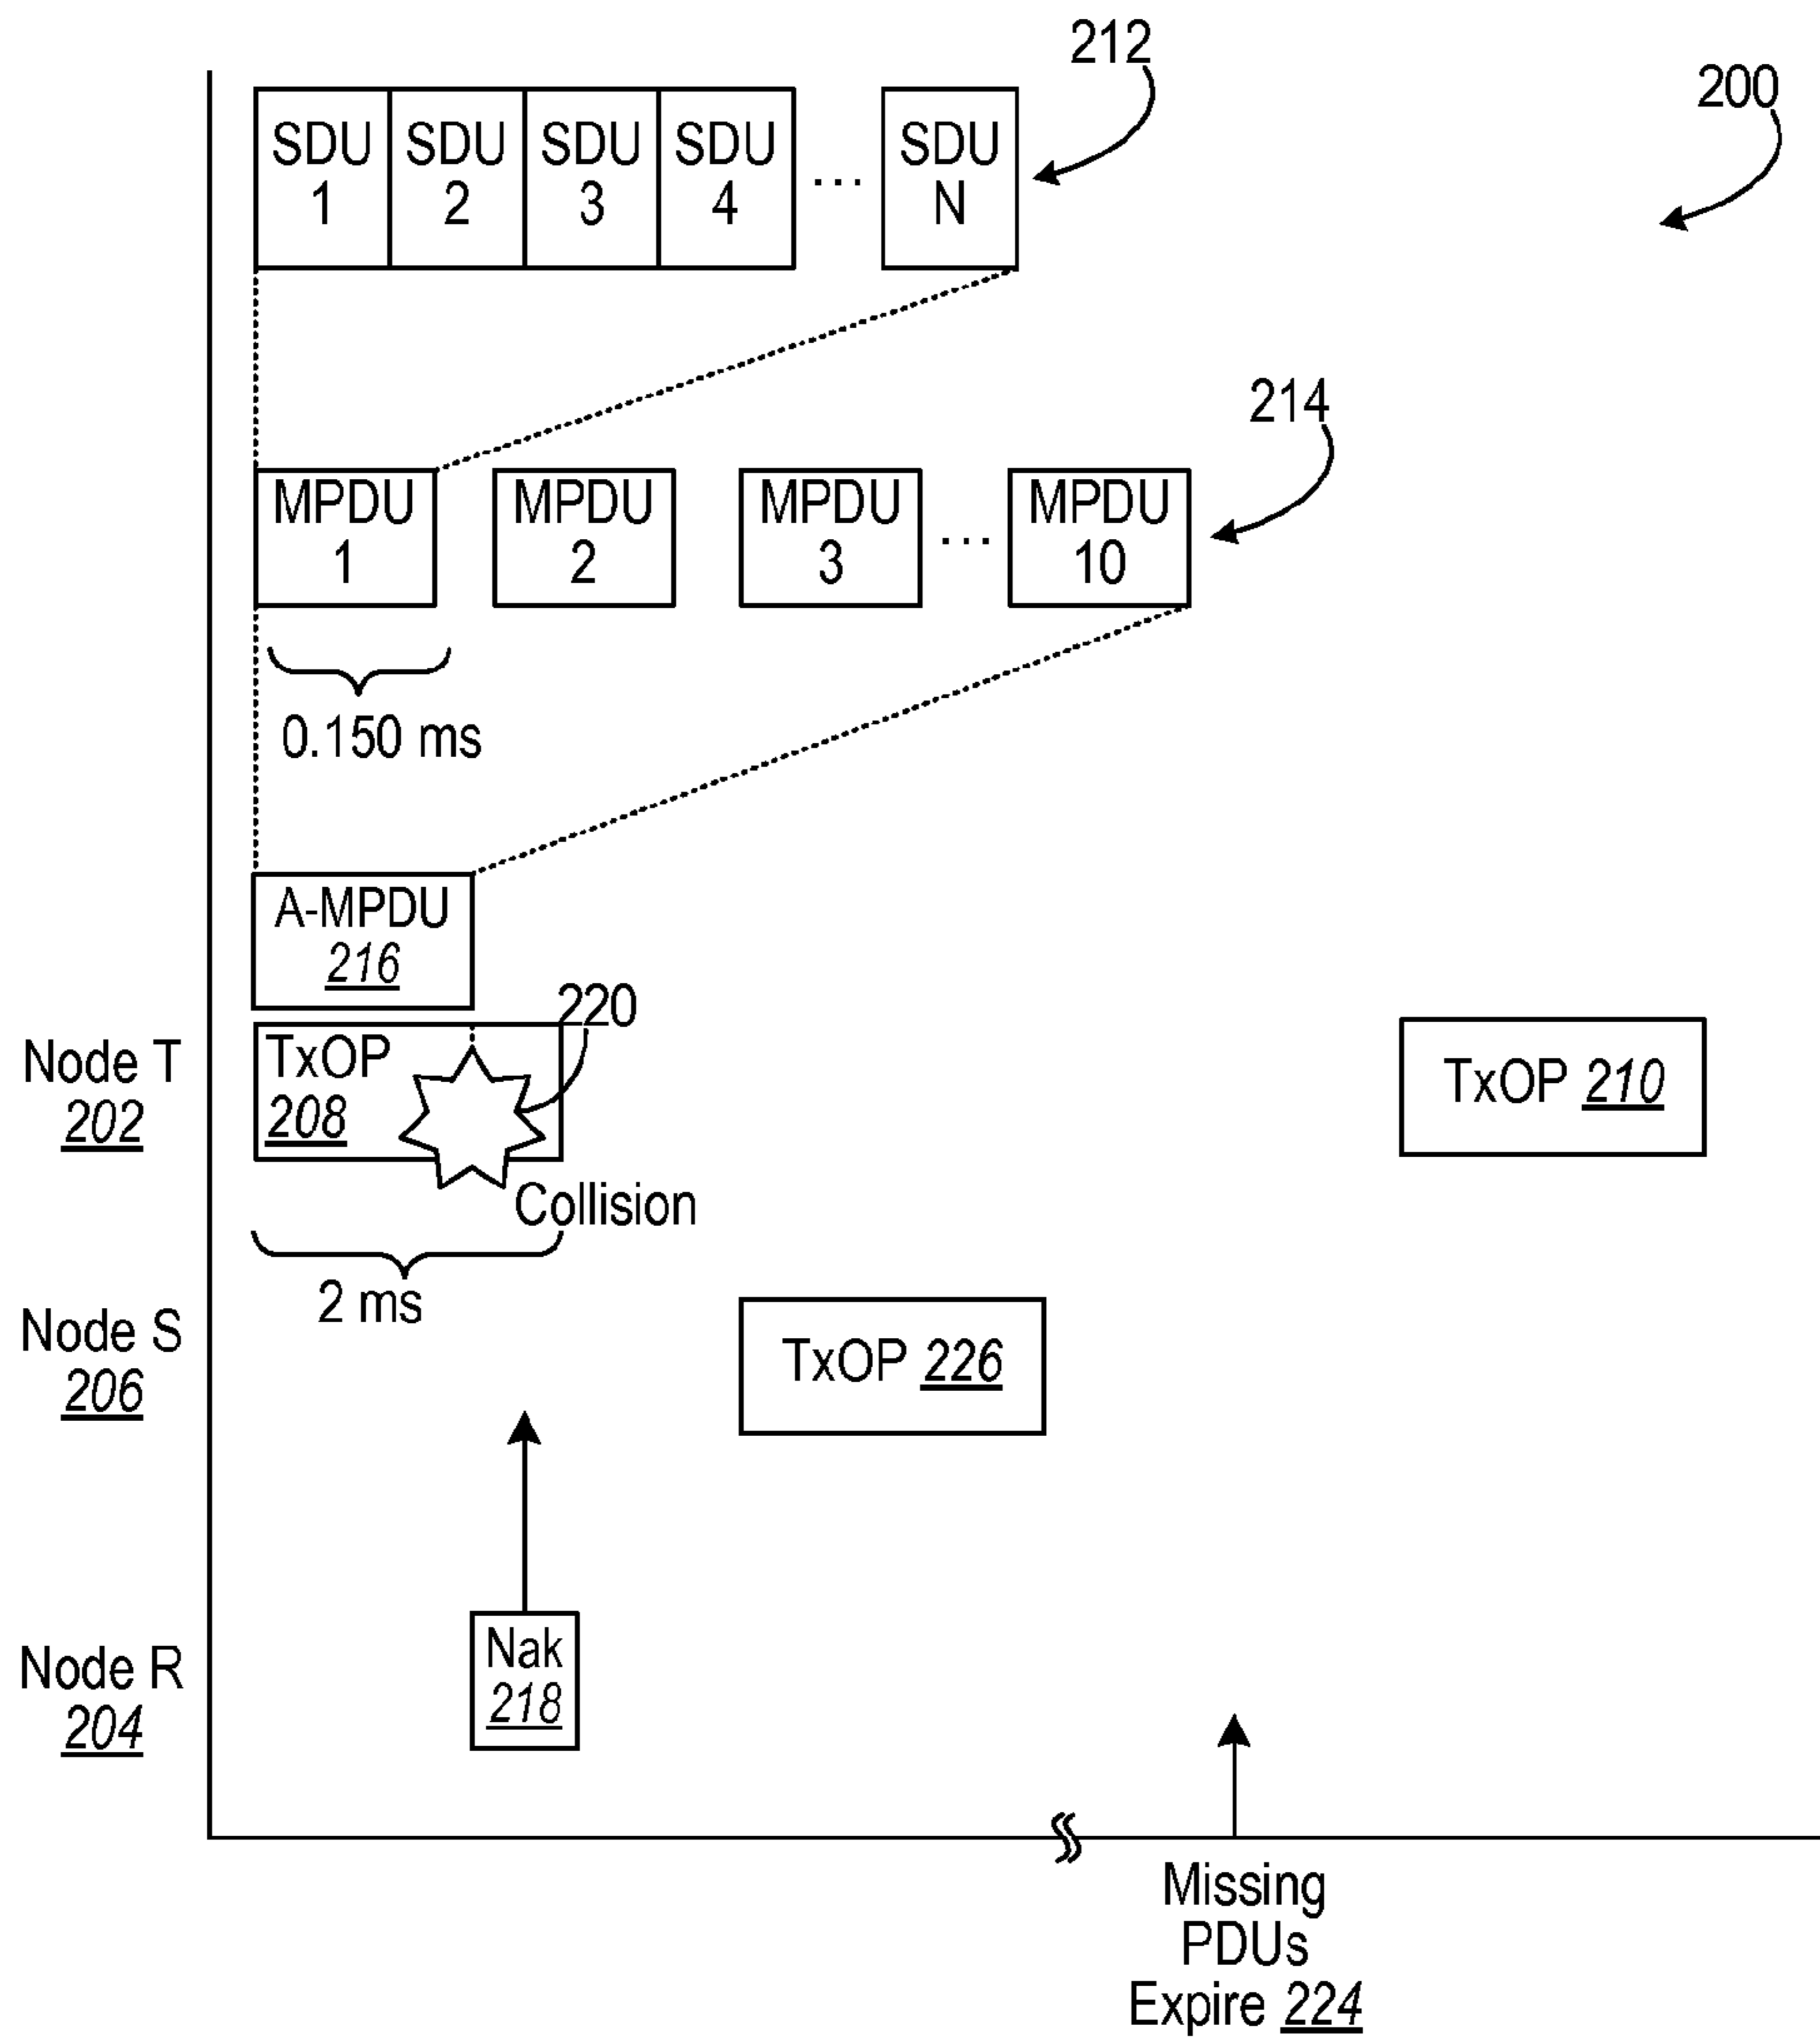 212
200
SDU 1
SDU 2
SDU 3
SDU 4
...
SDU N
214
MPDU 1
MPDU 2
MPDU 3
...
MPDU 10
0.150 ms
A-MPDU
216
220
Node T
202
TxOP
208
TxOP 210
Collision
2 ms
Node S
206
TxOP 226
Node R
204
Nak
218
Missing
PDUs
Expire 224